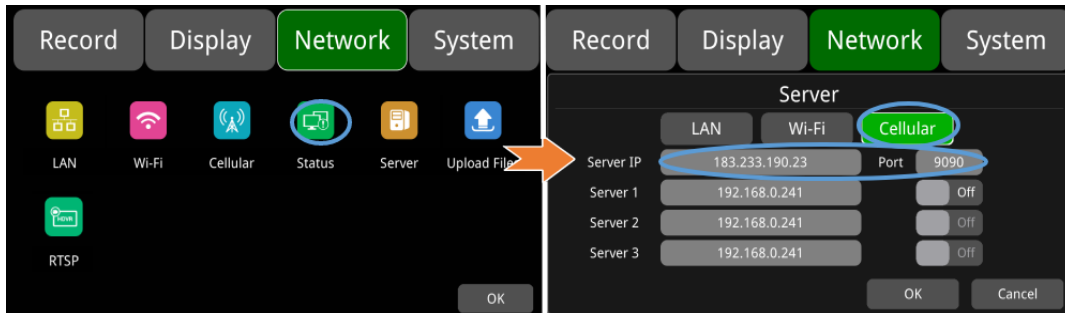 Record Display Network System
LAN Wi-Fi Cellular Status Server Upload Files
HDVR
RTSP
OK
Record Display Network System
Server
LAN Wi-Fi Cellular
Server IP 183.233.190.23 Port 9090
Server 1 192.168.0.241 Off
Server 2 192.168.0.241 Off
Server 3 192.168.0.241 Off
OK Cancel